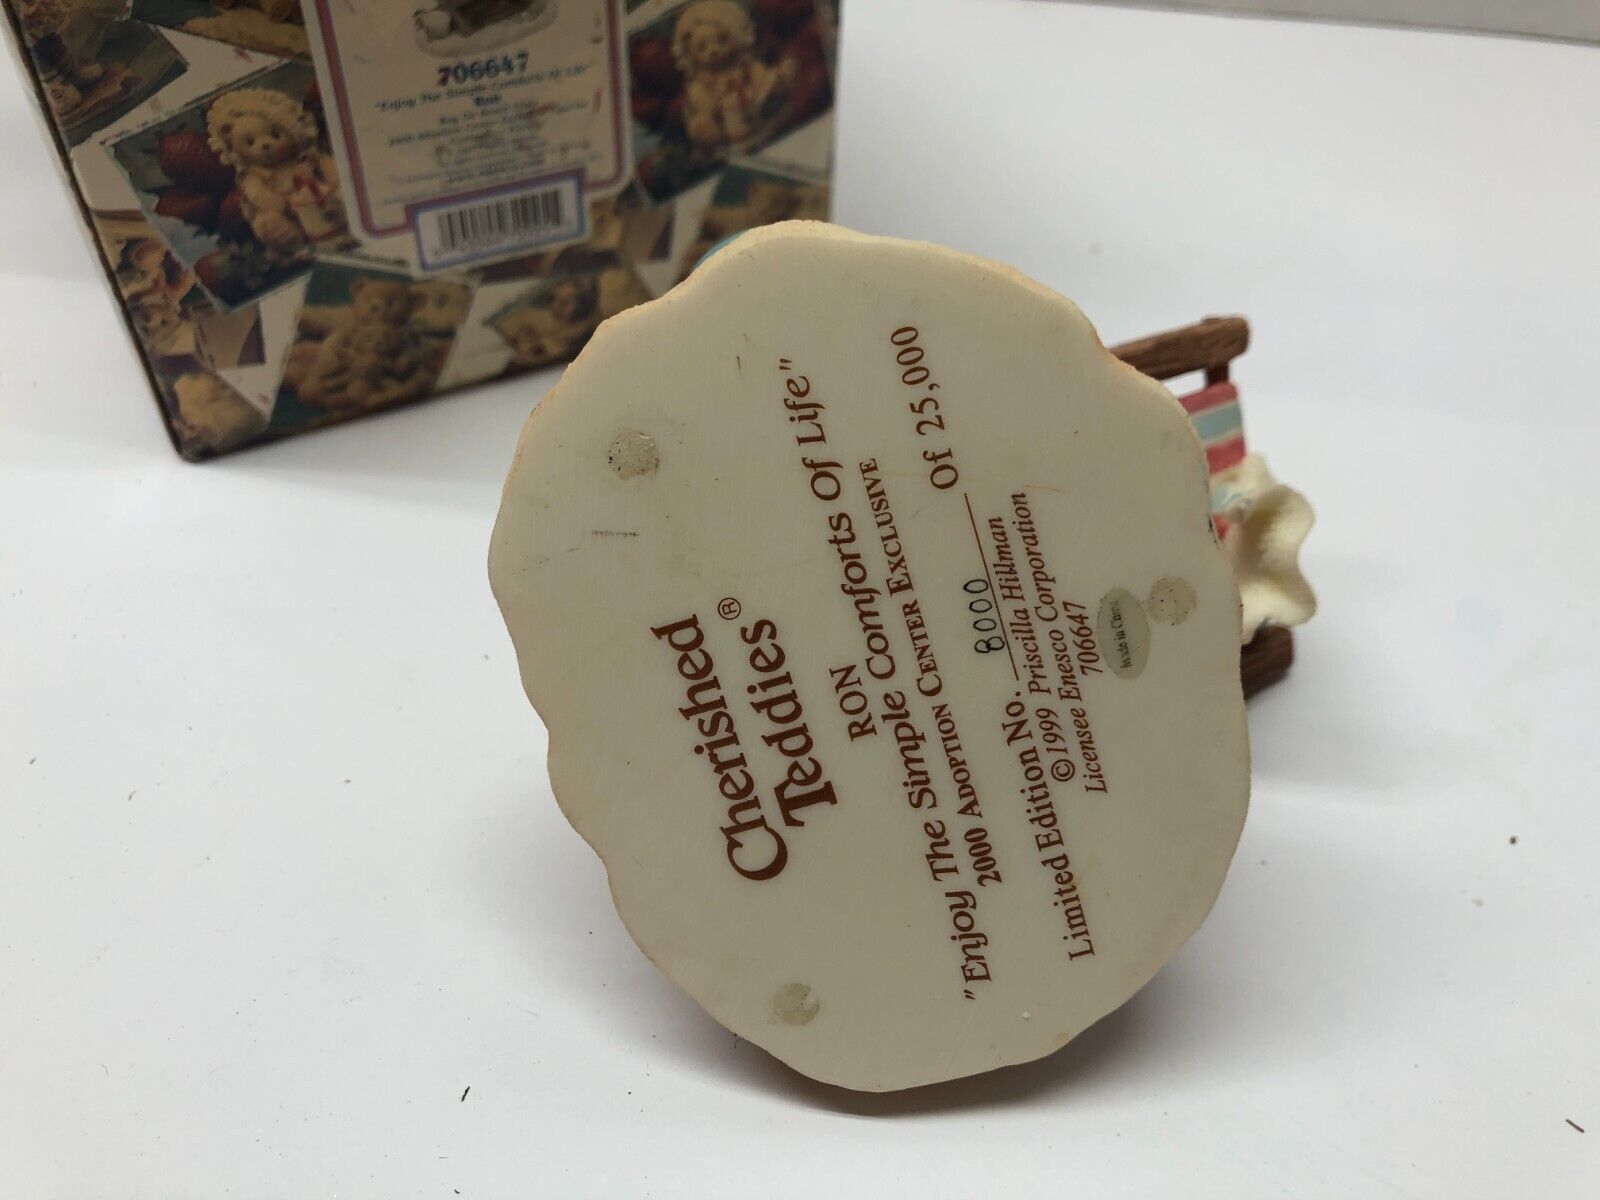 706647
"Enjoy The Simple Comforts Of Life"
Ron
Cherished
Teddies®
RON
"Enjoy The Simple Comforts Of Life"
2000 ADOPTION CENTER EXCLUSIVE
Limited Edition No. 8000 Of 25,000
©1999 Priscilla Hillman
Licensee Enesco Corporation
706647
Made in China